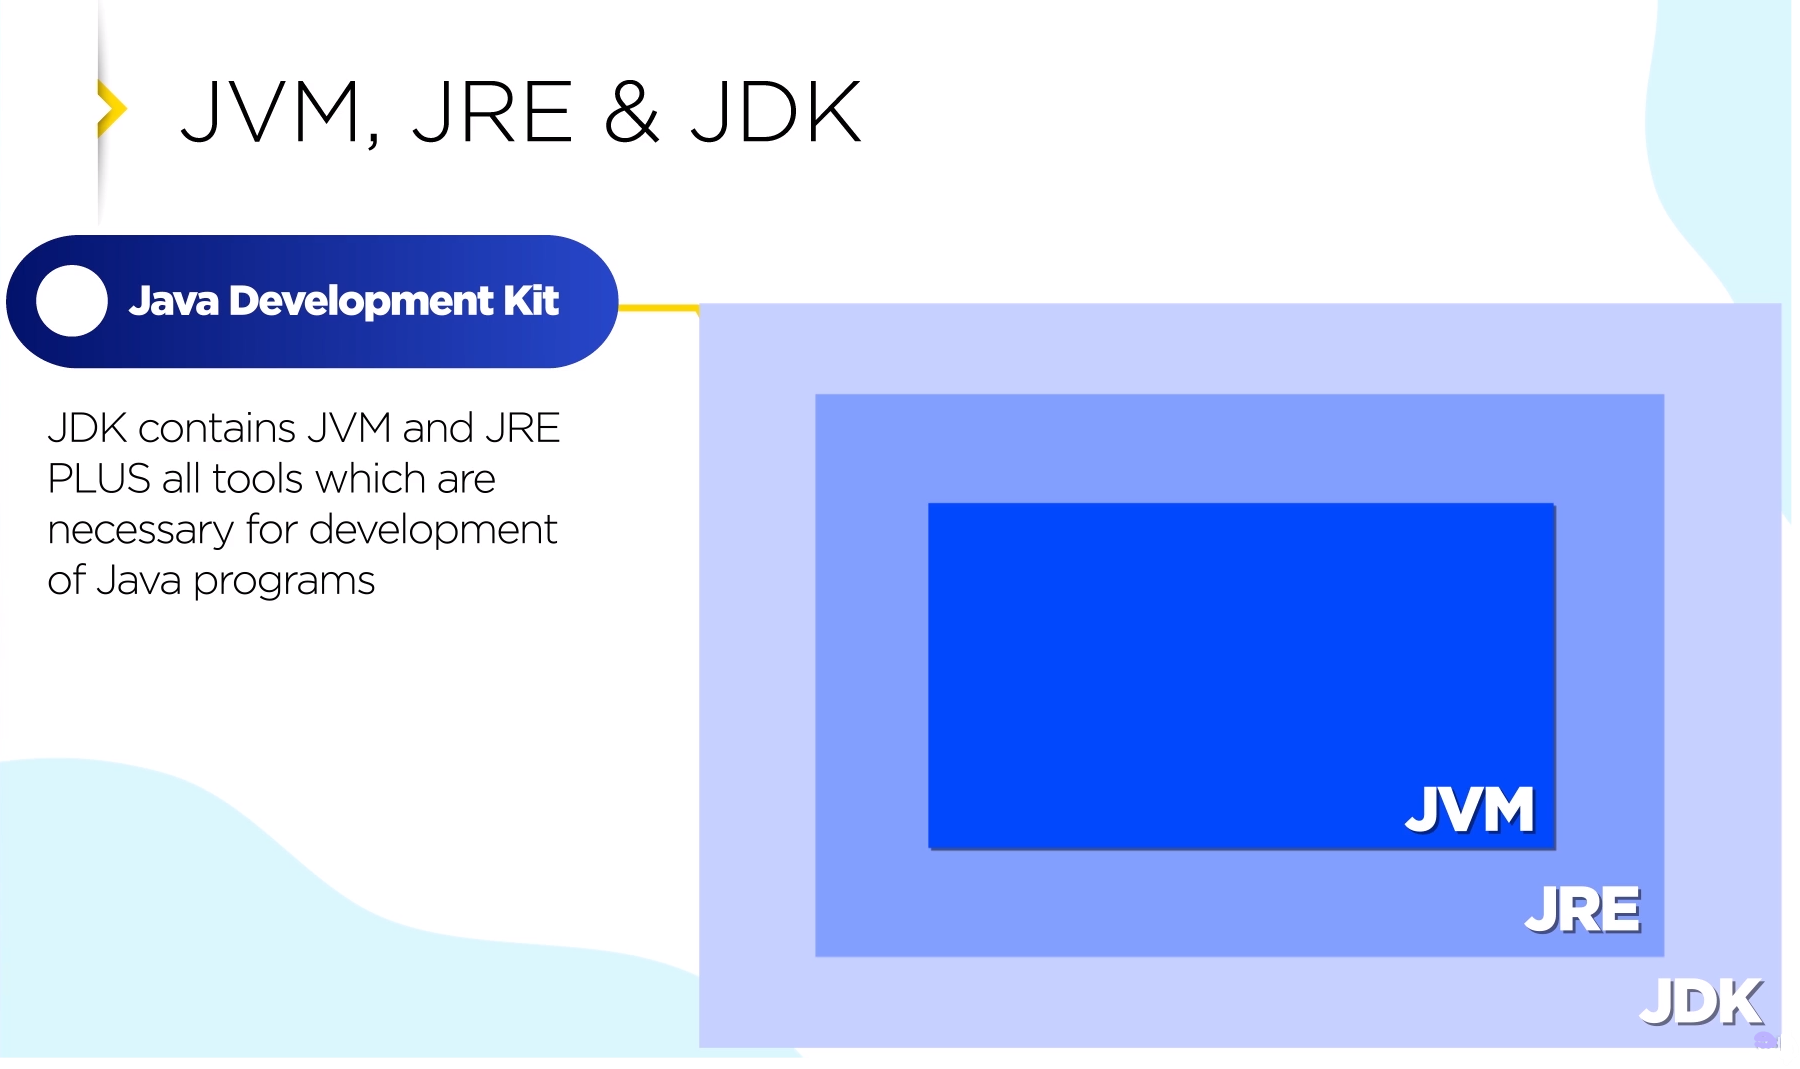 JVM, JRE & JDK
Java Development Kit
JDK contains JVM and JRE
PLUS all tools which are
necessary for development
of Java programs
JVM
JRE
JDK